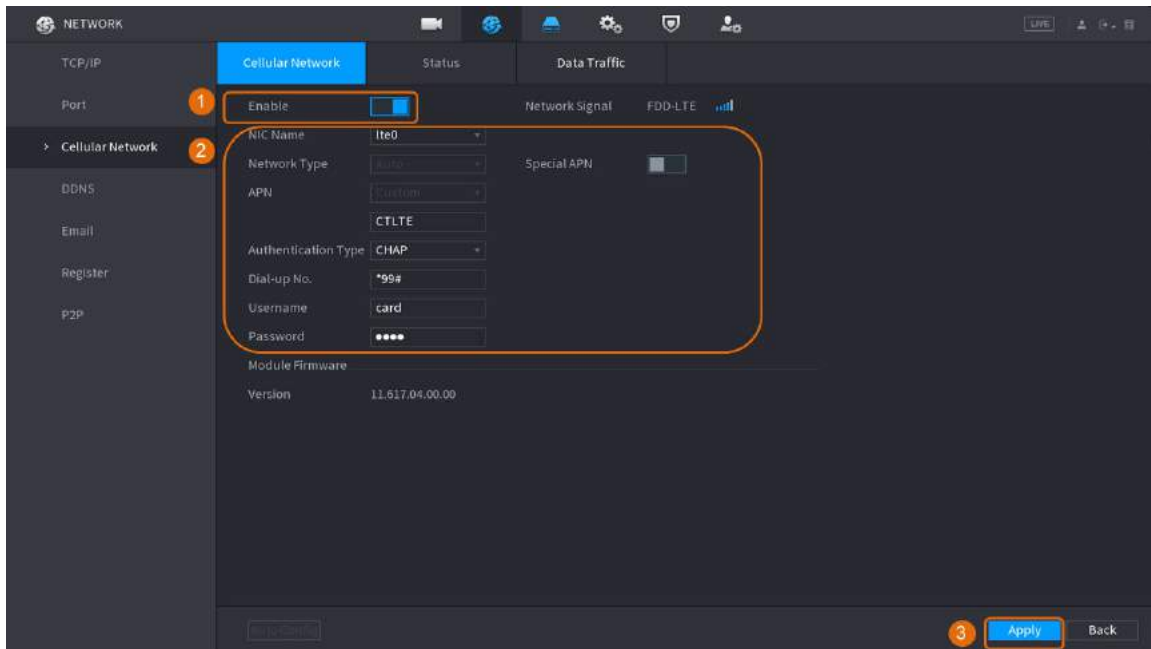 NETWORK
LIVE
TCP/IP
Port
Cellular Network
DDNS
Email
Register
P2P
Cellular Network Status Data Traffic
1
Enable Network Signal FDD-LTE
2
NIC Name lte0
Network Type Auto Special APN
APN Custom
CTLTE
Authentication Type CHAP
Dial-up No. *99#
Username card
Password ●●●●
Module Firmware
Version 11.617.04.00.00
3 Apply Back